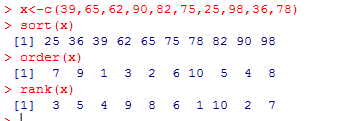 > x<-c(39,65,62,90,82,75,25,98,36,78)
> sort(x)
[1] 25 36 39 62 65 75 78 82 90 98
> order(x)
[1] 7 9 1 3 2 6 10 5 4 8
> rank(x)
[1] 3 5 4 9 8 6 1 10 2 7
>